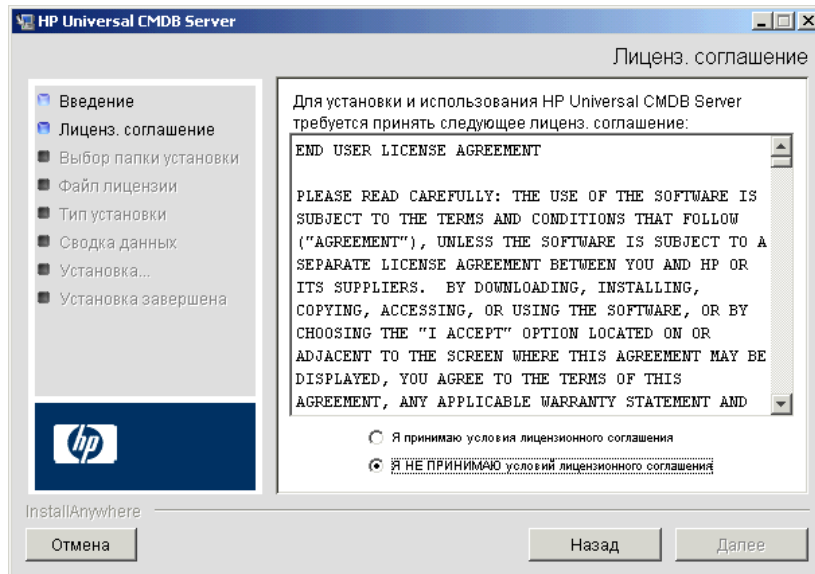 HP Universal CMDB Server
Лиценз. соглашение
Введение
Лиценз. соглашение
Выбор папки установки
Файл лицензии
Тип установки
Сводка данных
Установка...
Установка завершена
hp
Для установки и использования HP Universal CMDB Server
требуется принять следующее лиценз. соглашение:
END USER LICENSE AGREEMENT
PLEASE READ CAREFULLY: THE USE OF THE SOFTWARE IS
SUBJECT TO THE TERMS AND CONDITIONS THAT FOLLOW
("AGREEMENT"), UNLESS THE SOFTWARE IS SUBJECT TO A
SEPARATE LICENSE AGREEMENT BETWEEN YOU AND HP OR
ITS SUPPLIERS.  BY DOWNLOADING, INSTALLING,
COPYING, ACCESSING, OR USING THE SOFTWARE, OR BY
CHOOSING THE "I ACCEPT" OPTION LOCATED ON OR
ADJACENT TO THE SCREEN WHERE THIS AGREEMENT MAY BE
DISPLAYED, YOU AGREE TO THE TERMS OF THIS
AGREEMENT, ANY APPLICABLE WARRANTY STATEMENT AND
Я принимаю условия лицензионного соглашения
Я НЕ ПРИНИМАЮ условий лицензионного соглашения
InstallAnywhere
Отмена
Назад
Далее